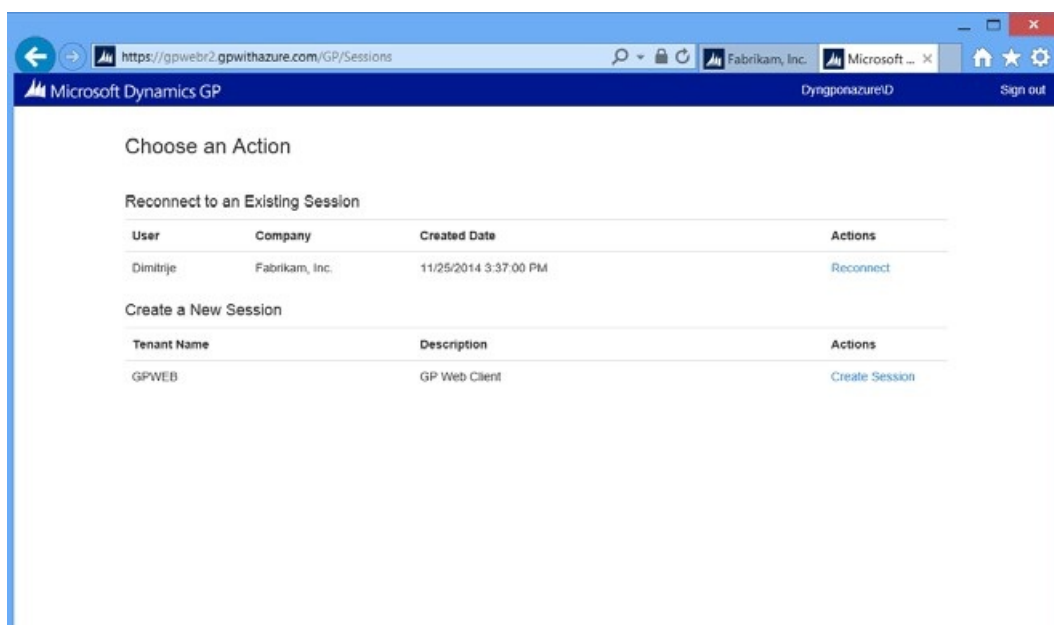 https://gpwebr2.gpwithazure.com/GP/Sessions
Fabrikam, Inc.
Microsoft ...
Microsoft Dynamics GP
Dyngponazure\D
Sign out
Choose an Action
Reconnect to an Existing Session
User Company Created Date Actions
Dimitrije Fabrikam, Inc. 11/25/2014 3:37:00 PM Reconnect
Create a New Session
Tenant Name Description Actions
GPWEB GP Web Client Create Session